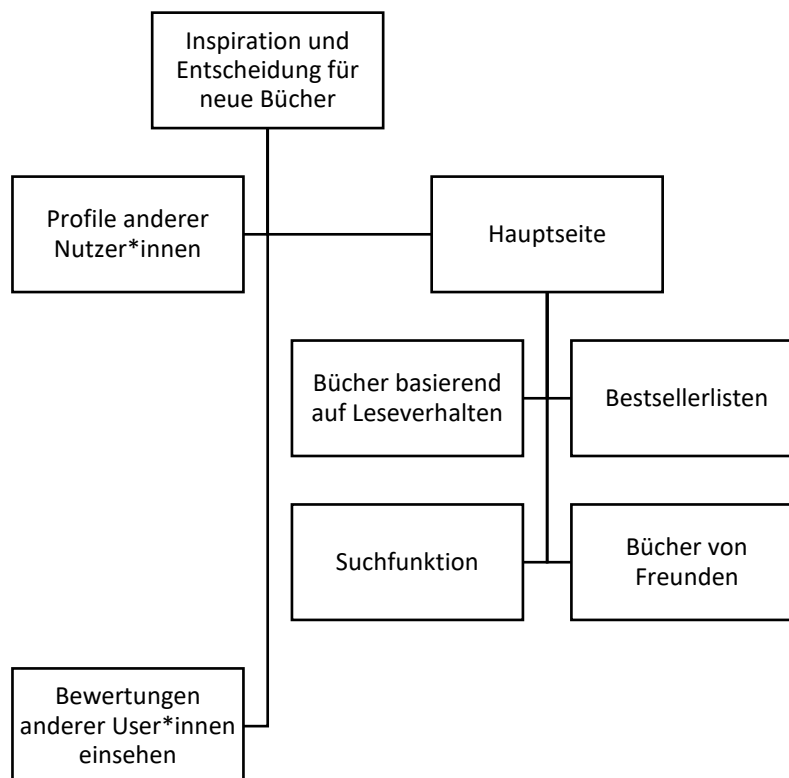 Inspiration und
Entscheidung für
neue Bücher
Profile anderer
Nutzer*innen
Hauptseite
Bücher basierend
auf Leseverhalten
Bestsellerlisten
Suchfunktion
Bücher von
Freunden
Bewertungen
anderer User*innen
einsehen